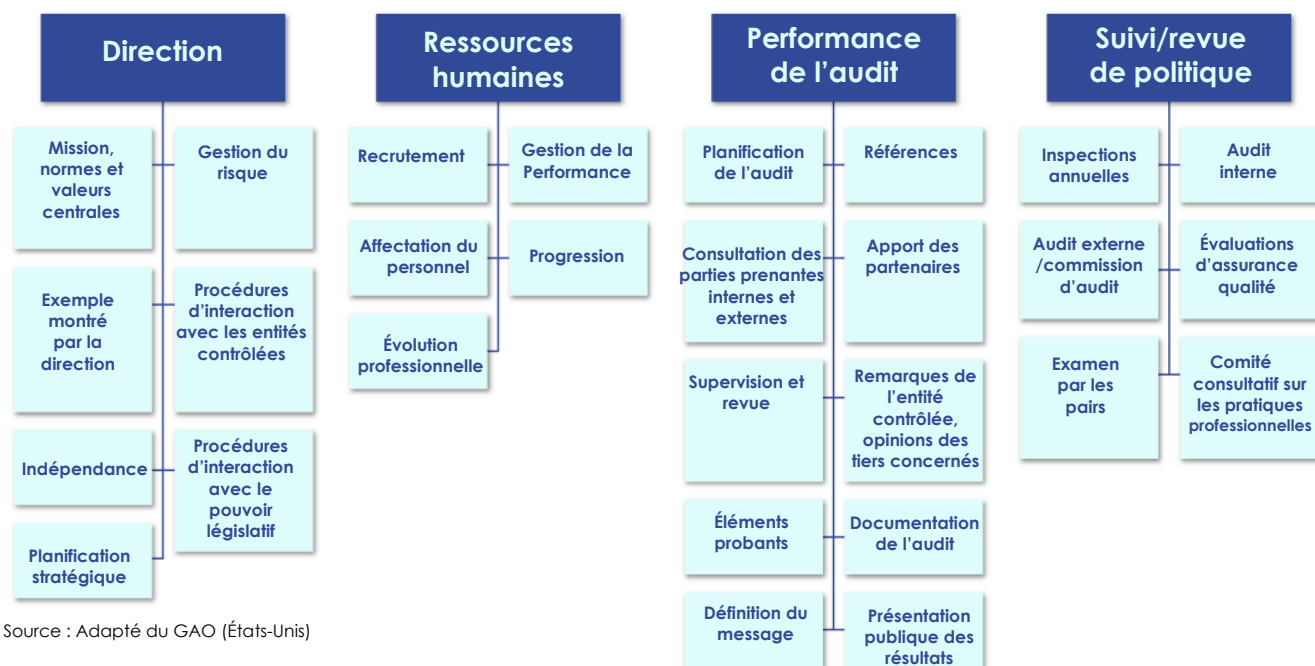 Direction
Mission,
normes et
valeurs
centrales
Gestion du
risque
Exemple
montré
par la
direction
Procédures
d'interaction
avec les entités
contrôlées
Indépendance
Procédures
d'interaction
avec le
pouvoir
législatif
Planification
stratégique
Ressources
humaines
Recrutement
Gestion de la
Performance
Affectation du
personnel
Progression
Évolution
professionnelle
Performance
de l'audit
Planification
de l'audit
Références
Consultation des
parties prenantes
internes et
externes
Apport des
partenaires
Supervision et
revue
Remarques de
l'entité
contrôlée,
opinions des
tiers concernés
Éléments
probants
Documentation
de l'audit
Définition du
message
Présentation
publique des
résultats
Suivi/revue
de politique
Inspections
annuelles
Audit
interne
Audit externe
/commission
d'audit
Évaluations
d'assurance
qualité
Examen
par les
pairs
Comité
consultatif sur
les pratiques
professionnelles
Source : Adapté du GAO (États-Unis)